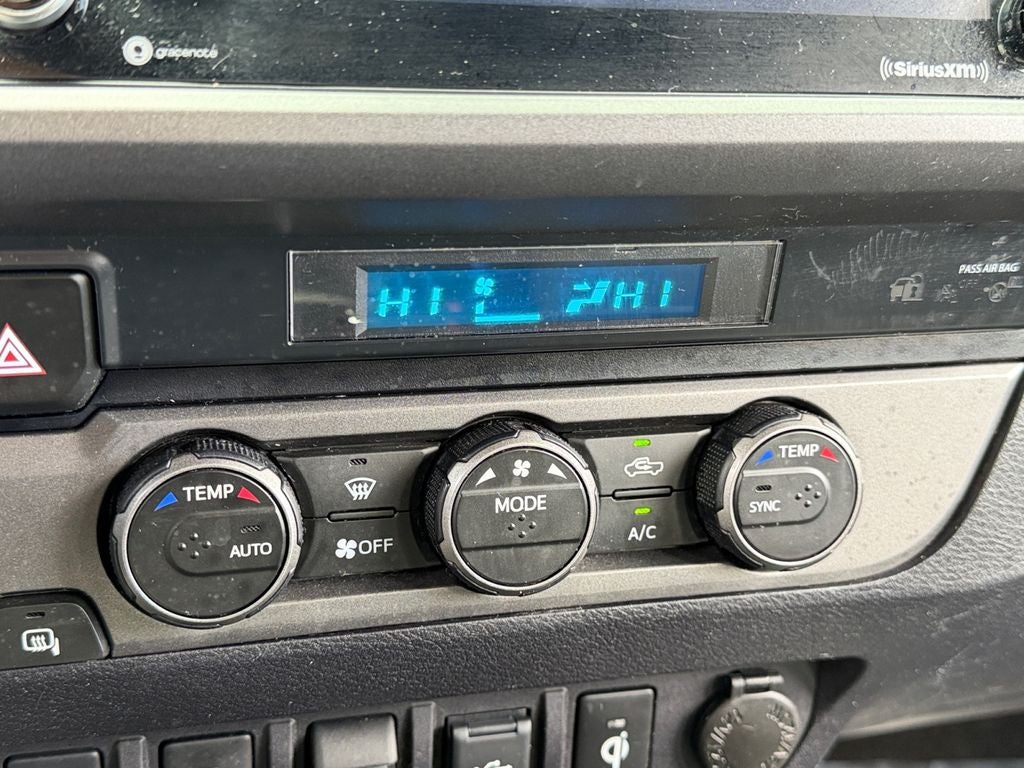 gracenote
SiriusXM
PASS AIR BAG
HI HI
TEMP
AUTO
OFF
MODE
A/C
TEMP
SYNC